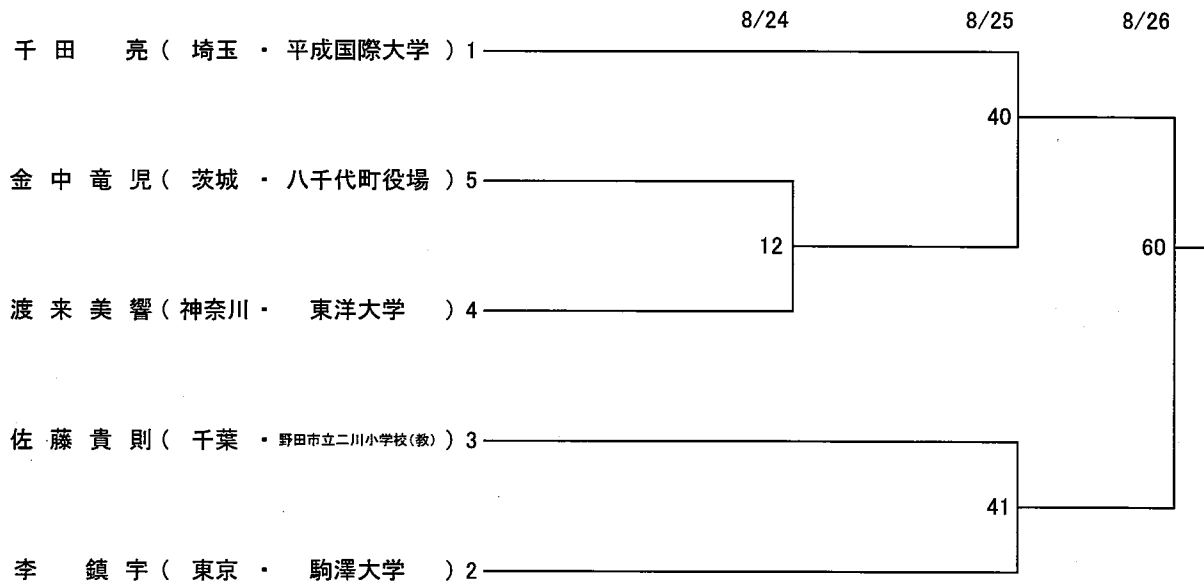 8/24 8/25 8/26
千田 亮( 埼玉 ・ 平成国際大学 ) 1
40
金中竜児( 茨城 ・ 八千代町役場 ) 5
12 60
渡来美響( 神奈川 ・ 東洋大学 ) 4
佐藤貴則( 千葉 ・ 野田市立二川小学校(教) ) 3
41
李 鎮宇( 東京 ・ 駒澤大学 ) 2